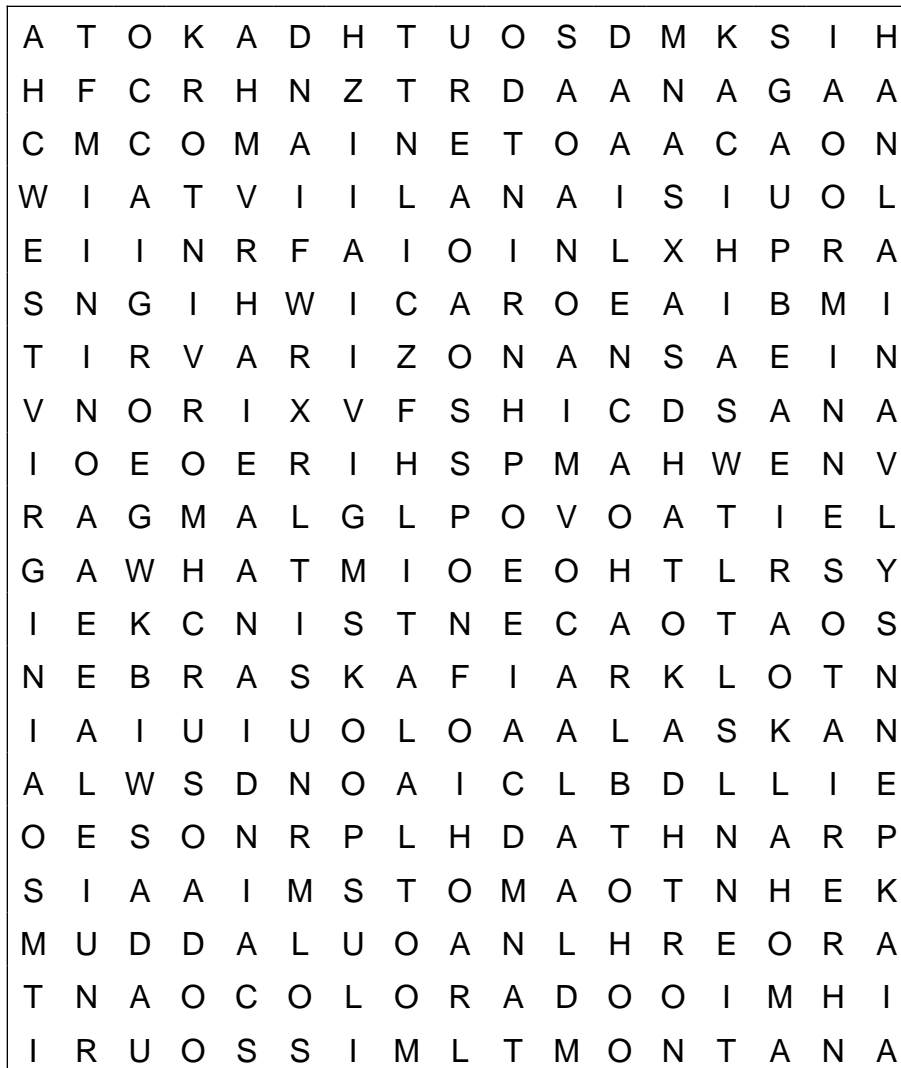 A T O K A D H T U O S D M K S I H
H F C R H N Z T R D A A N A G A A
C M C O M A I N E T O A A C A O N
W I A T V I I L A N A I S I U O L
E I I N R F A I O I N L X H P R A
S N G I H W I C A R O E A I B M I
T I R V A R I Z O N A N S A E I N
V N O R I X V F S H I C D S A N A
I O E O E R I H S P M A H W E N V
R A G M A L G L P O V O A T I E L
G A W H A T M I O E O H T L R S Y
I E K C N I S T N E C A O T A O S
N E B R A S K A F I A R K L O T N
I A I U I U O L O A A L A S K A N
A L W S D N O A I C L B D L L I E
O E S O N R P L H D A T H N A R P
S I A A I M S T O M A O T N H E K
M U D D A L U O A N L H R E O R A
T N A O C O L O R A D O O I M H I
I R U O S S I M L T M O N T A N A